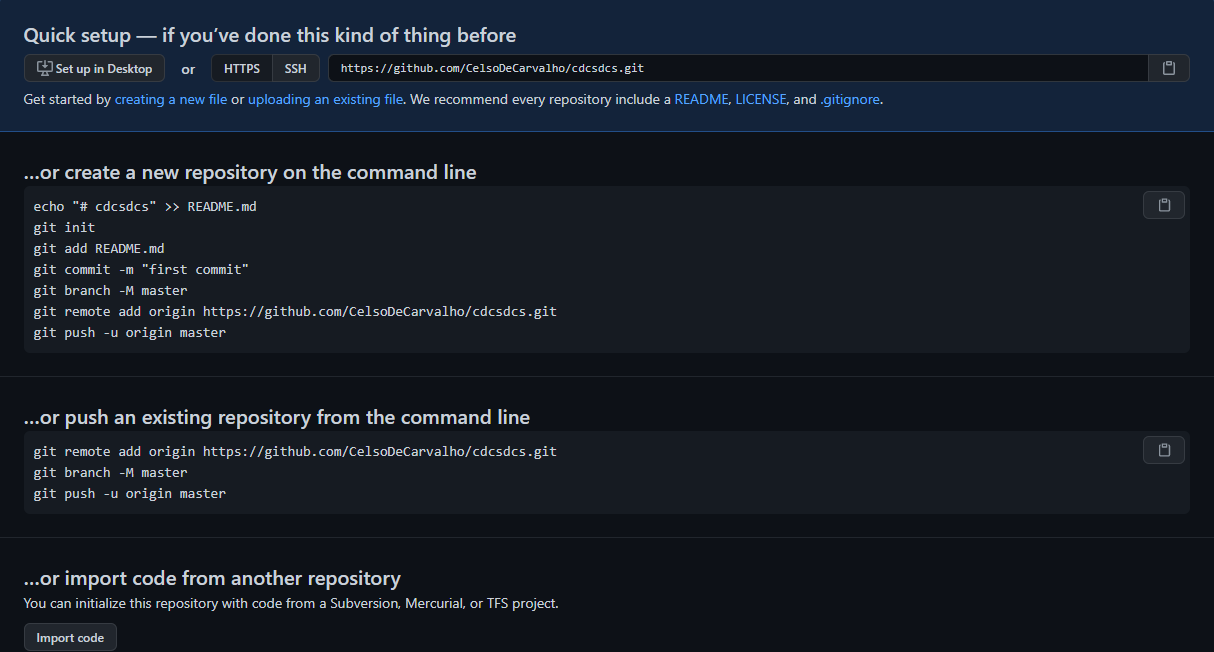 Quick setup — if you’ve done this kind of thing before
Set up in Desktop or HTTPS SSH https://github.com/CelsoDeCarvalho/cdcsdcs.git
Get started by creating a new file or uploading an existing file. We recommend every repository include a README, LICENSE, and .gitignore.
…or create a new repository on the command line
echo "# cdcsdcs" >> README.md
git init
git add README.md
git commit -m "first commit"
git branch -M master
git remote add origin https://github.com/CelsoDeCarvalho/cdcsdcs.git
git push -u origin master
…or push an existing repository from the command line
git remote add origin https://github.com/CelsoDeCarvalho/cdcsdcs.git
git branch -M master
git push -u origin master
…or import code from another repository
You can initialize this repository with code from a Subversion, Mercurial, or TFS project.
Import code